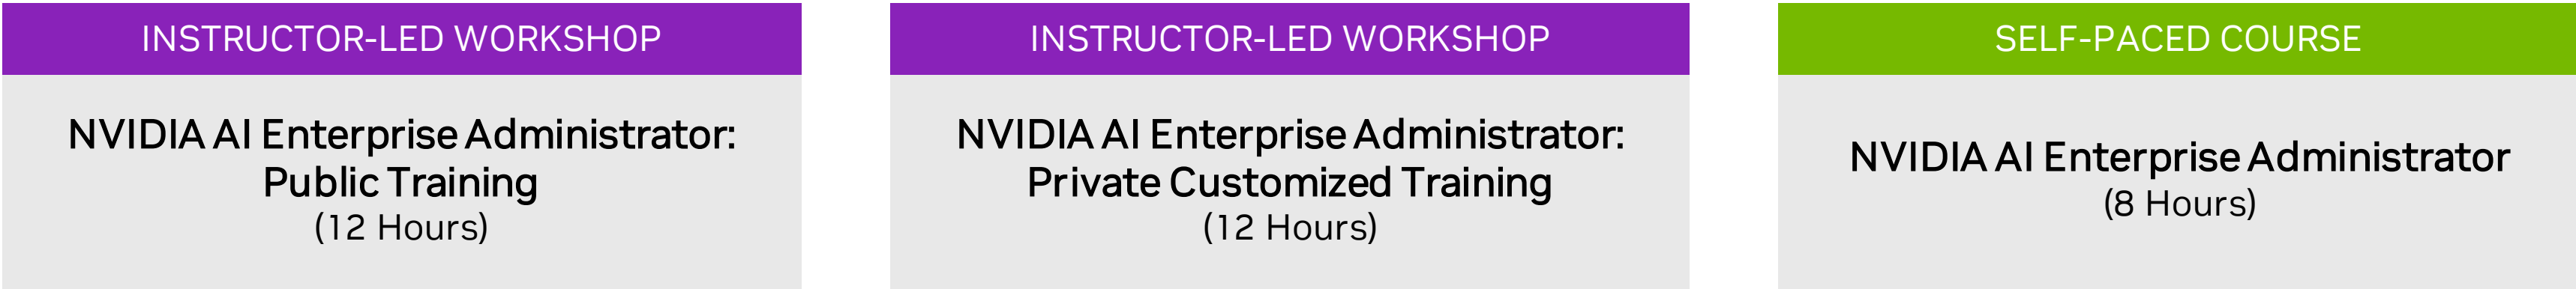 INSTRUCTOR-LED WORKSHOP
NVIDIA AI Enterprise Administrator:
Public Training
(12 Hours)
INSTRUCTOR-LED WORKSHOP
NVIDIA AI Enterprise Administrator:
Private Customized Training
(12 Hours)
SELF-PACED COURSE
NVIDIA AI Enterprise Administrator
(8 Hours)